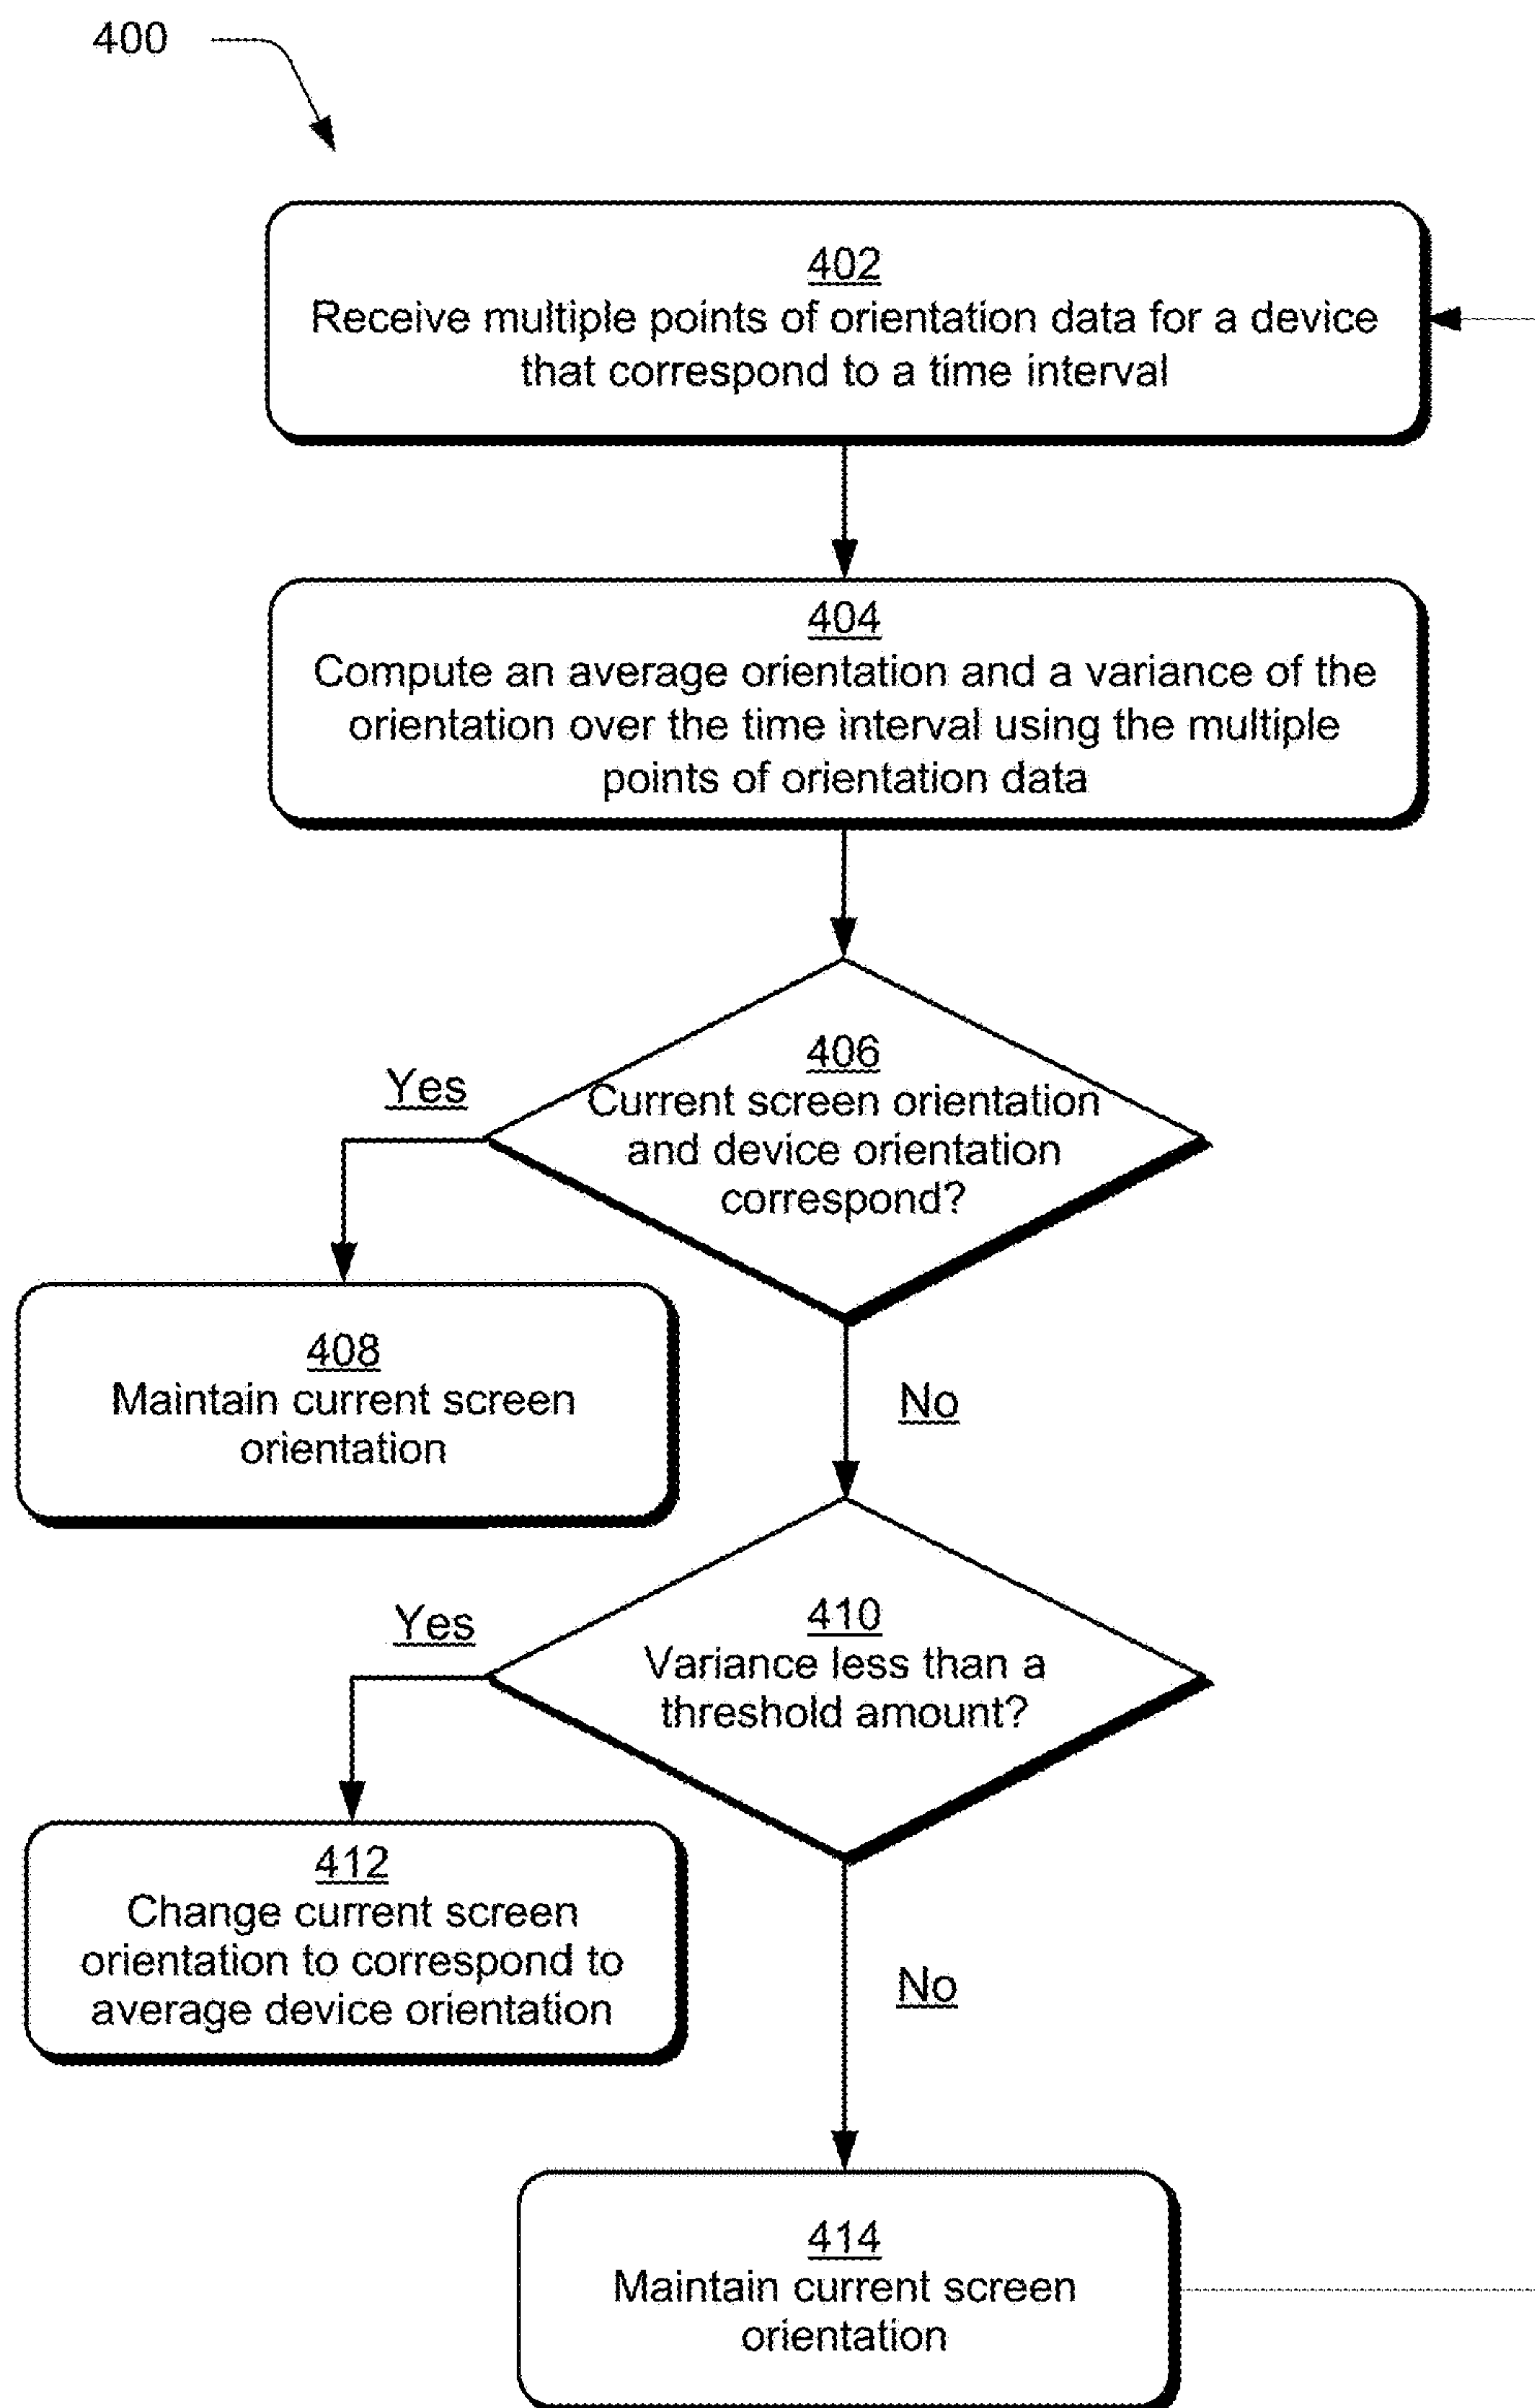 400
402
Receive multiple points of orientation data for a device
that correspond to a time interval
404
Compute an average orientation and a variance of the
orientation over the time interval using the multiple
points of orientation data
406
Current screen orientation
and device orientation
correspond?
Yes
408
Maintain current screen
orientation
No
410
Variance less than a
threshold amount?
Yes
412
Change current screen
orientation to correspond to
average device orientation
No
414
Maintain current screen
orientation